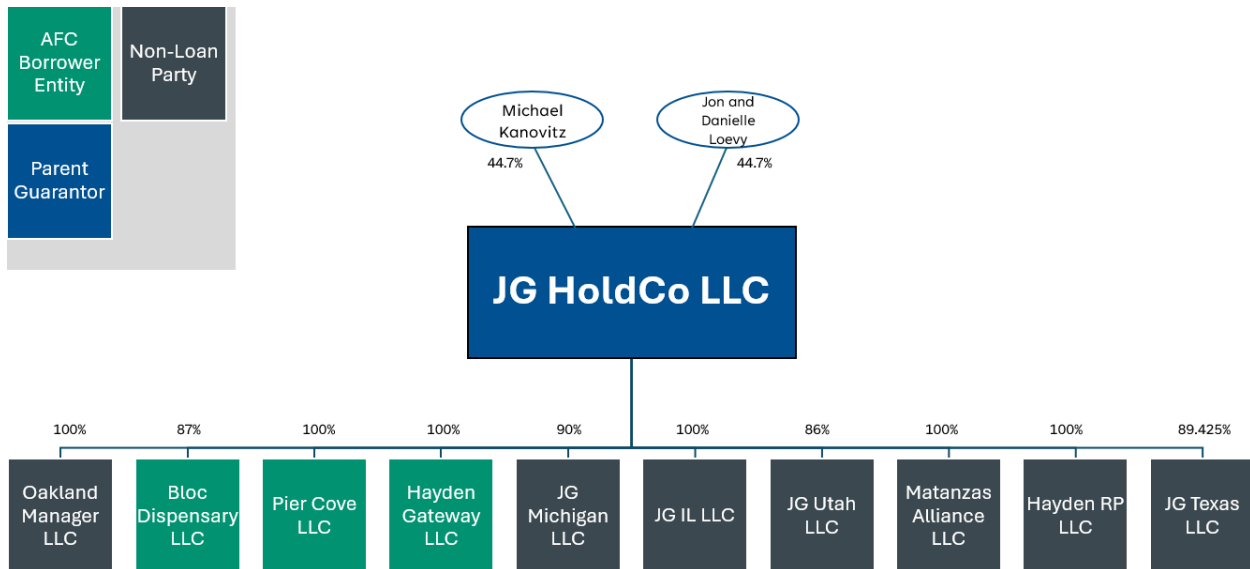 AFC
Borrower
Entity
Non-Loan
Party
Parent
Guarantor
Michael
Kanovitz
Jon and
Danielle
Loevy
44.7%
44.7%
JG HoldCo LLC
100%
87%
100%
100%
90%
100%
86%
100%
100%
89.425%
Oakland
Manager
LLC
Bloc
Dispensary
LLC
Pier Cove
LLC
Hayden
Gateway
LLC
JG
Michigan
LLC
JG IL LLC
JG Utah
LLC
Matanzas
Alliance
LLC
Hayden RP
LLC
JG Texas
LLC